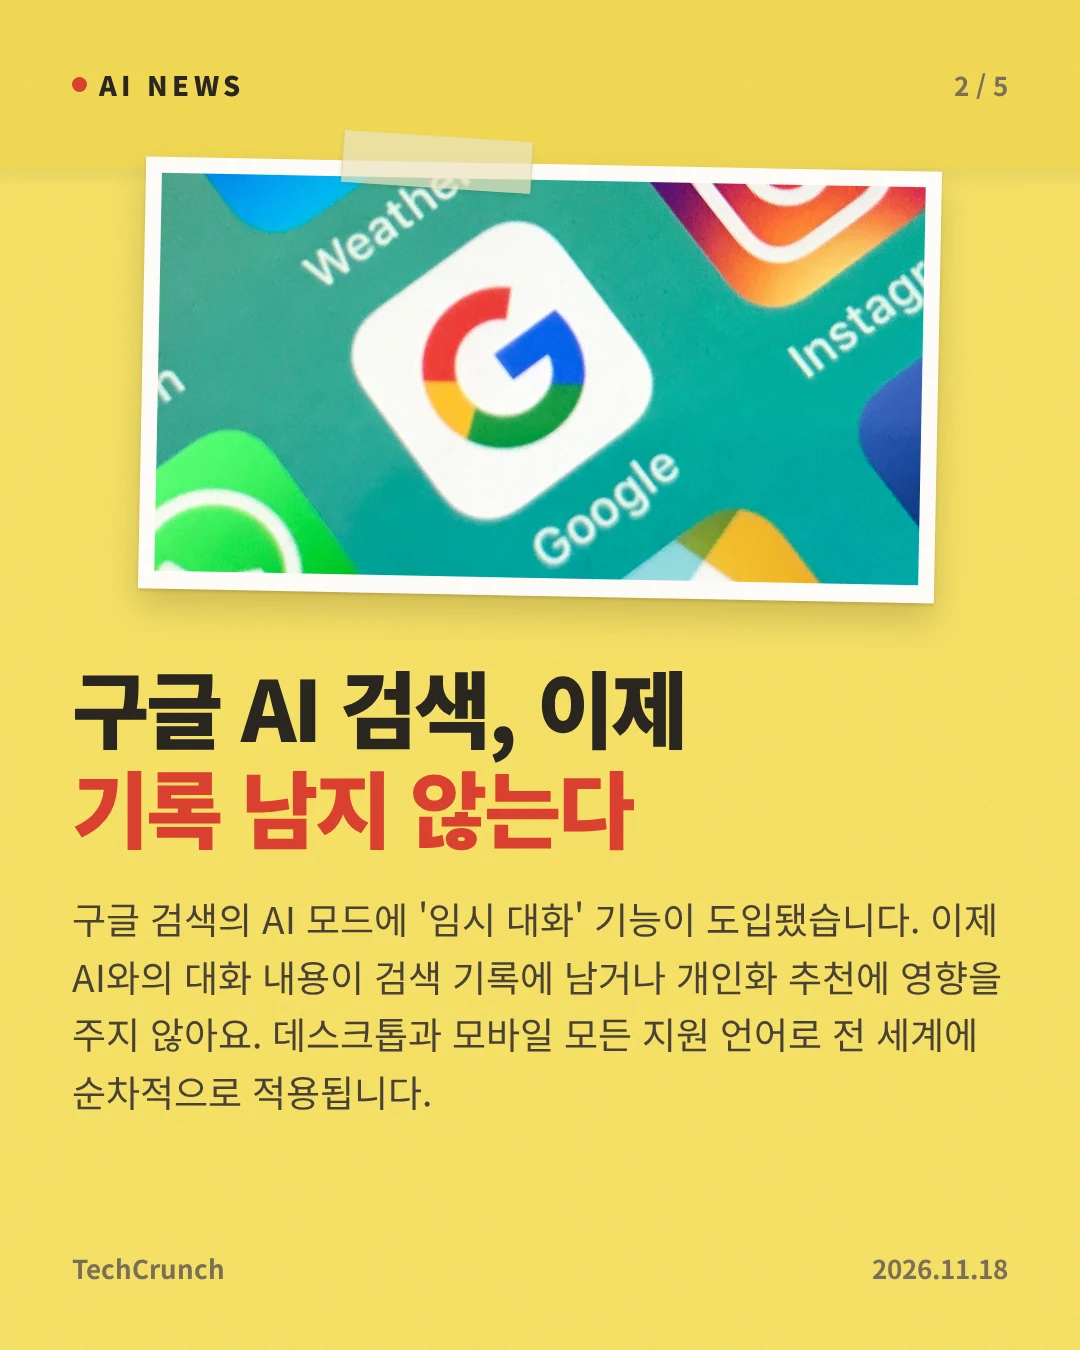 AI NEWS
2 / 5
Weather
Instagr
n
Google
구글 AI 검색, 이제
기록 남지 않는다
구글 검색의 AI 모드에 '임시 대화' 기능이 도입됐습니다. 이제
AI와의 대화 내용이 검색 기록에 남거나 개인화 추천에 영향을
주지 않아요. 데스크톱과 모바일 모든 지원 언어로 전 세계에
순차적으로 적용됩니다.
TechCrunch
2026.11.18